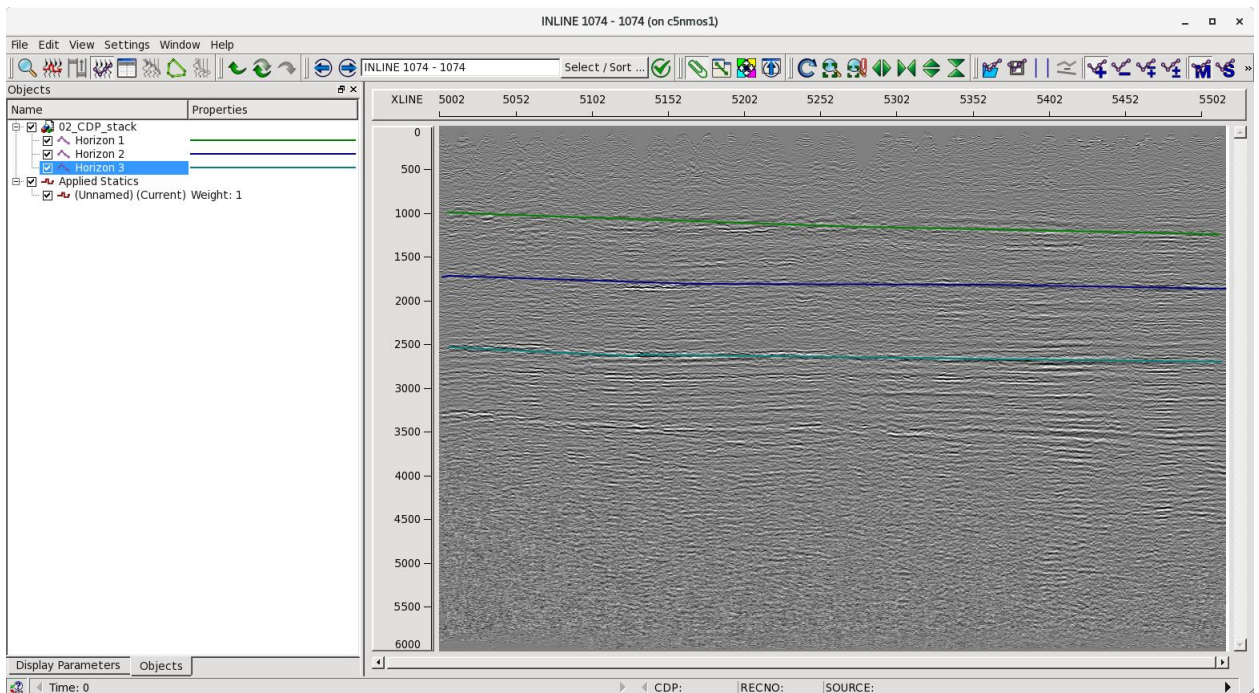 INLINE 1074 - 1074 (on c5nmos1)
File Edit View Settings Window Help
INLINE 1074 - 1074 Select / Sort ... M S »
Objects
Name Properties
02_CDP_stack
Horizon 1
Horizon 2
Horizon 3
Applied Statics
(Unnamed) (Current) Weight: 1
XLINE 5002 5052 5102 5152 5202 5252 5302 5352 5402 5452 5502
0
500
1000
1500
2000
2500
3000
3500
4000
4500
5000
5500
6000
Display Parameters Objects
Time: 0 CDP: RECNO: SOURCE: